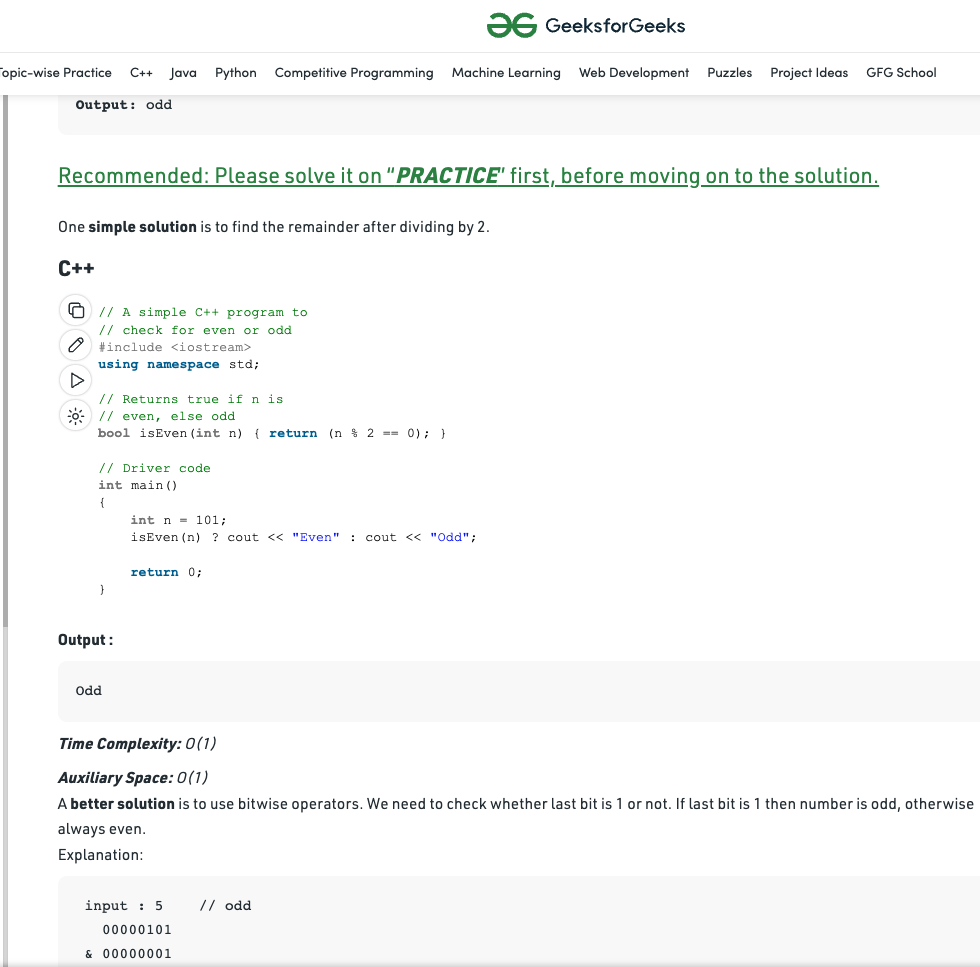 GeeksforGeeks
Topic-wise Practice C++ Java Python Competitive Programming Machine Learning Web Development Puzzles Project Ideas GFG School
Output: odd
Recommended: Please solve it on “PRACTICE” first, before moving on to the solution.
One simple solution is to find the remainder after dividing by 2.
C++
// A simple C++ program to
// check for even or odd
#include <iostream>
using namespace std;
// Returns true if n is
// even, else odd
bool isEven(int n) { return (n % 2 == 0); }
// Driver code
int main()
{
int n = 101;
isEven(n) ? cout << "Even" : cout << "Odd";
return 0;
}
Output :
Odd
Time Complexity: O(1)
Auxiliary Space: O(1)
A better solution is to use bitwise operators. We need to check whether last bit is 1 or not. If last bit is 1 then number is odd, otherwise
always even.
Explanation:
input : 5 // odd
00000101
& 00000001